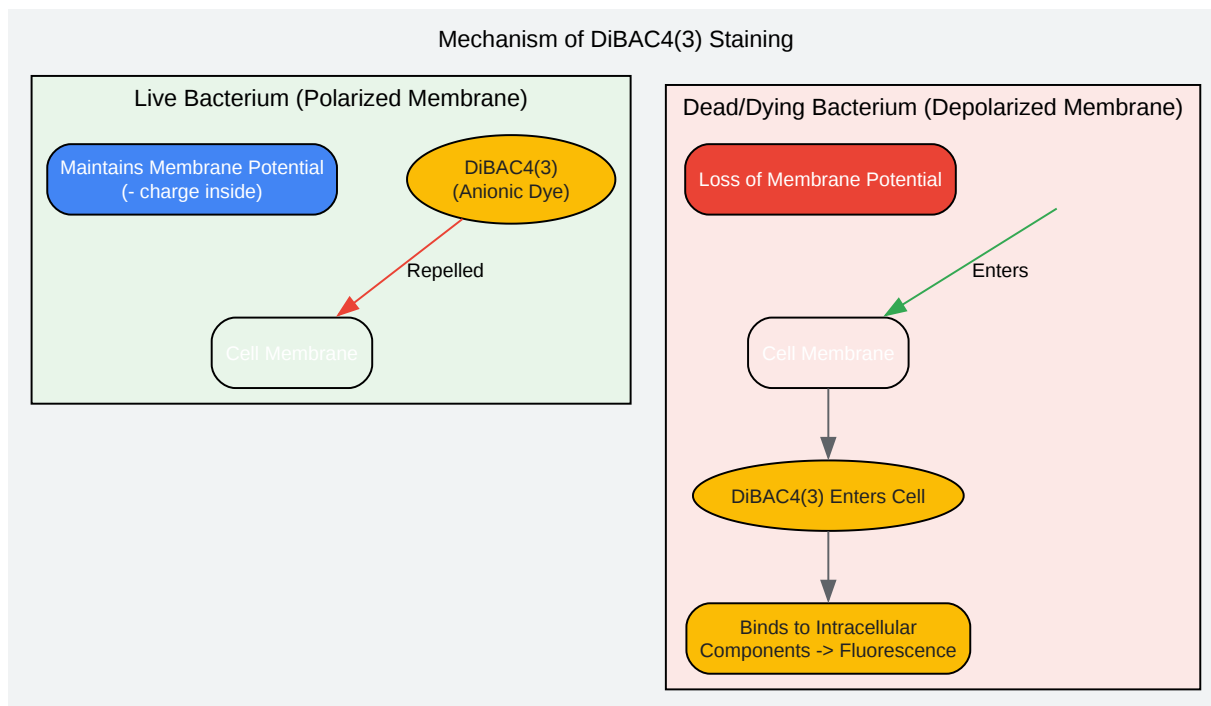 Mechanism of DiBAC4(3) Staining
Live Bacterium (Polarized Membrane)
Maintains Membrane Potential
(- charge inside)
DiBAC4(3)
(Anionic Dye)
Repelled
Cell Membrane
Dead/Dying Bacterium (Depolarized Membrane)
Loss of Membrane Potential
Enters
Cell Membrane
DiBAC4(3) Enters Cell
Binds to Intracellular
Components -> Fluorescence